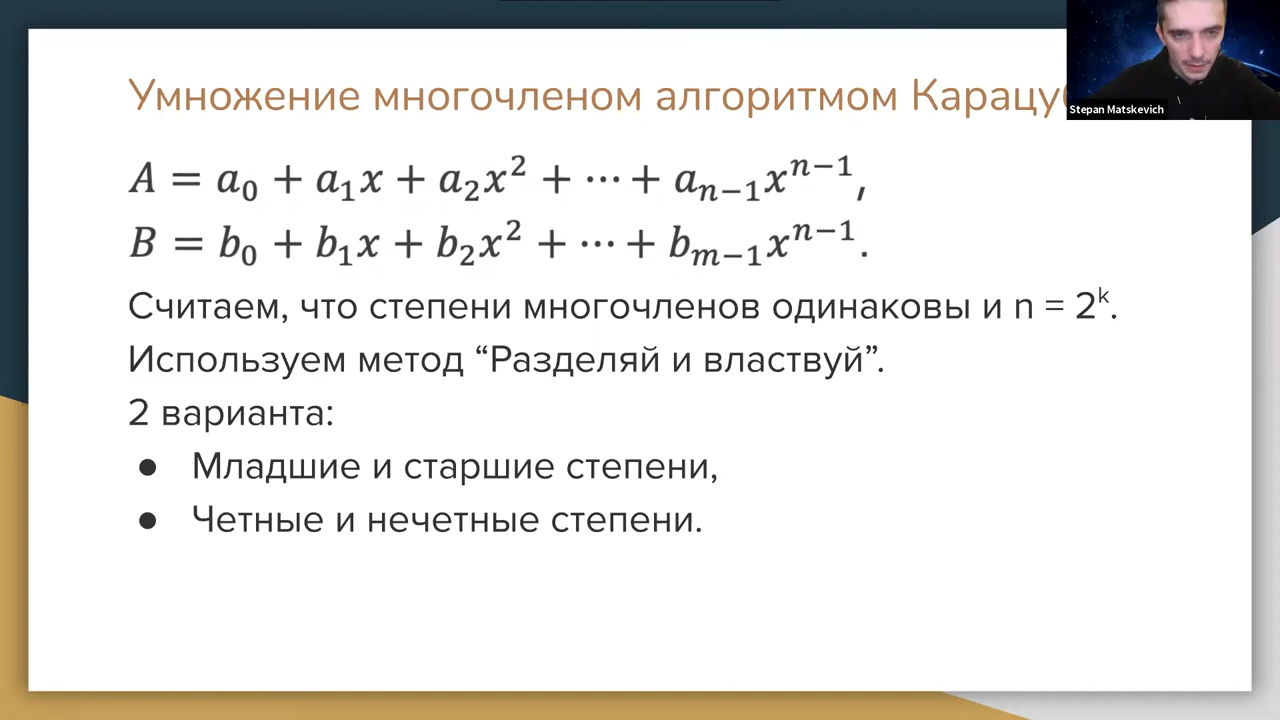 Умножение многочленом алгоритмом
Stepan Matskevich
A = a₀ + a₁x + a₂x² + ⋯ + aₙ₋₁xⁿ⁻¹,
B = b₀ + b₁x + b₂x² + ⋯ + bₘ₋₁xⁿ⁻¹.
Считаем, что степени многочленов одинаковы и n = 2ᵏ.
Используем метод “Разделяй и властвуй”.
2 варианта:
● Младшие и старшие степени,
● Четные и нечетные степени.